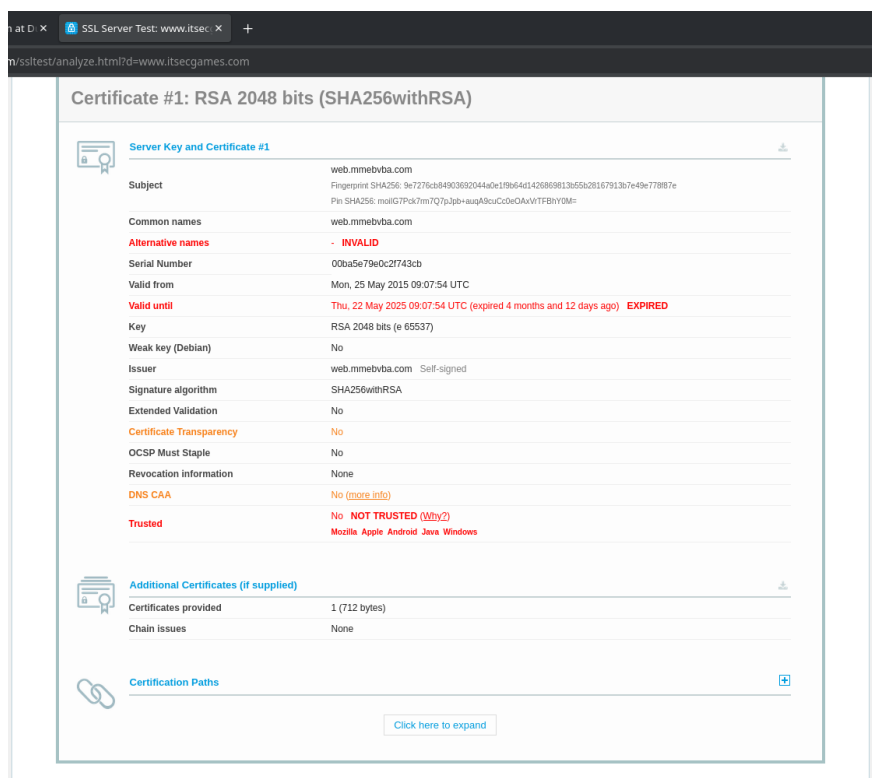 n at Di ×
SSL Server Test: www.itsecg ×
+
m/ssltest/analyze.html?d=www.itsecgames.com
Certificate #1: RSA 2048 bits (SHA256withRSA)
Server Key and Certificate #1
Subject
web.mmebvba.com
Fingerprint SHA256: 9e7276cb84903692044a0e1f9b64d1426869813b55b28167913b7e49e778f87e
Pin SHA256: moilG7Pck7rm7Q7pJpb+auqA9cuCc0eOAxVrTFBhY0M=
Common names web.mmebvba.com
Alternative names - INVALID
Serial Number 00ba5e79e0c2f743cb
Valid from Mon, 25 May 2015 09:07:54 UTC
Valid until Thu, 22 May 2025 09:07:54 UTC (expired 4 months and 12 days ago) EXPIRED
Key RSA 2048 bits (e 65537)
Weak key (Debian) No
Issuer web.mmebvba.com Self-signed
Signature algorithm SHA256withRSA
Extended Validation No
Certificate Transparency No
OCSP Must Staple No
Revocation information None
DNS CAA No (more info)
Trusted
No NOT TRUSTED (Why?)
Mozilla Apple Android Java Windows
Additional Certificates (if supplied)
Certificates provided 1 (712 bytes)
Chain issues None
Certification Paths
Click here to expand